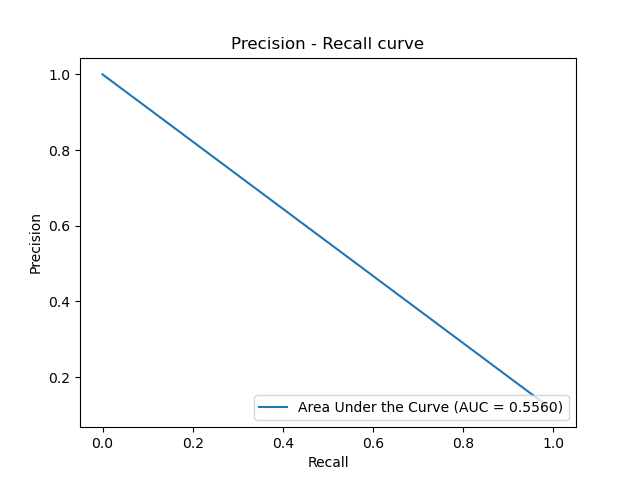 Precision - Recall curve
1.0
0.8
0.6
0.4
0.2
Precision
Area Under the Curve (AUC = 0.5560)
0.0 0.2 0.4 0.6 0.8 1.0
Recall